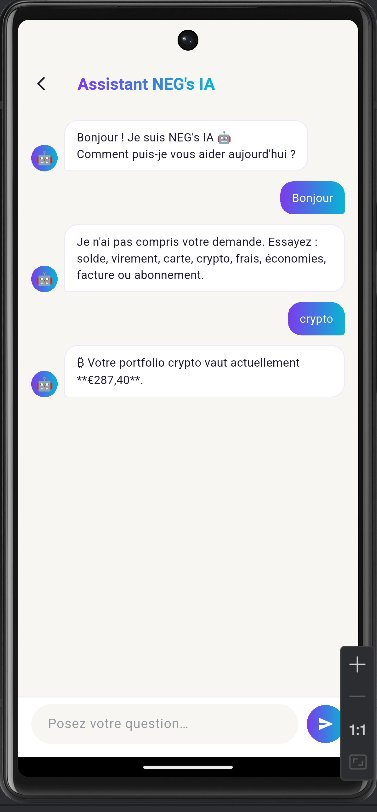 Assistant NEG's IA
Bonjour ! Je suis NEG's IA 🤖
Comment puis-je vous aider aujourd'hui ?
Bonjour
Je n'ai pas compris votre demande. Essayez :
solde, virement, carte, crypto, frais, économies,
facture ou abonnement.
crypto
₿ Votre portfolio crypto vaut actuellement
**€287,40**.
Posez votre question…
1:1